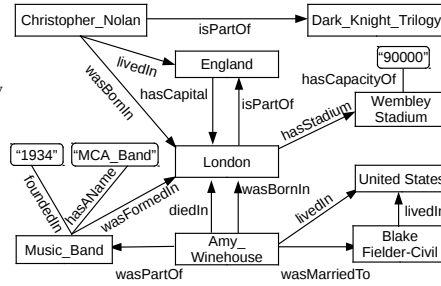 Christopher_Nolan
isPartOf
Dark_Knight_Trilogy
livedIn
wasBornIn
England
“90000”
hasCapacityOf
hasCapital
isPartOf
hasStadium
Wembley
Stadium
“1934”
“MCA_Band”
London
foundedIn
hasAName
wasFormedIn
diedIn
wasBornIn
United States
livedIn
livedIn
Music_Band
Amy_
Winehouse
Blake
Fielder-Civil
wasPartOf
wasMarriedTo